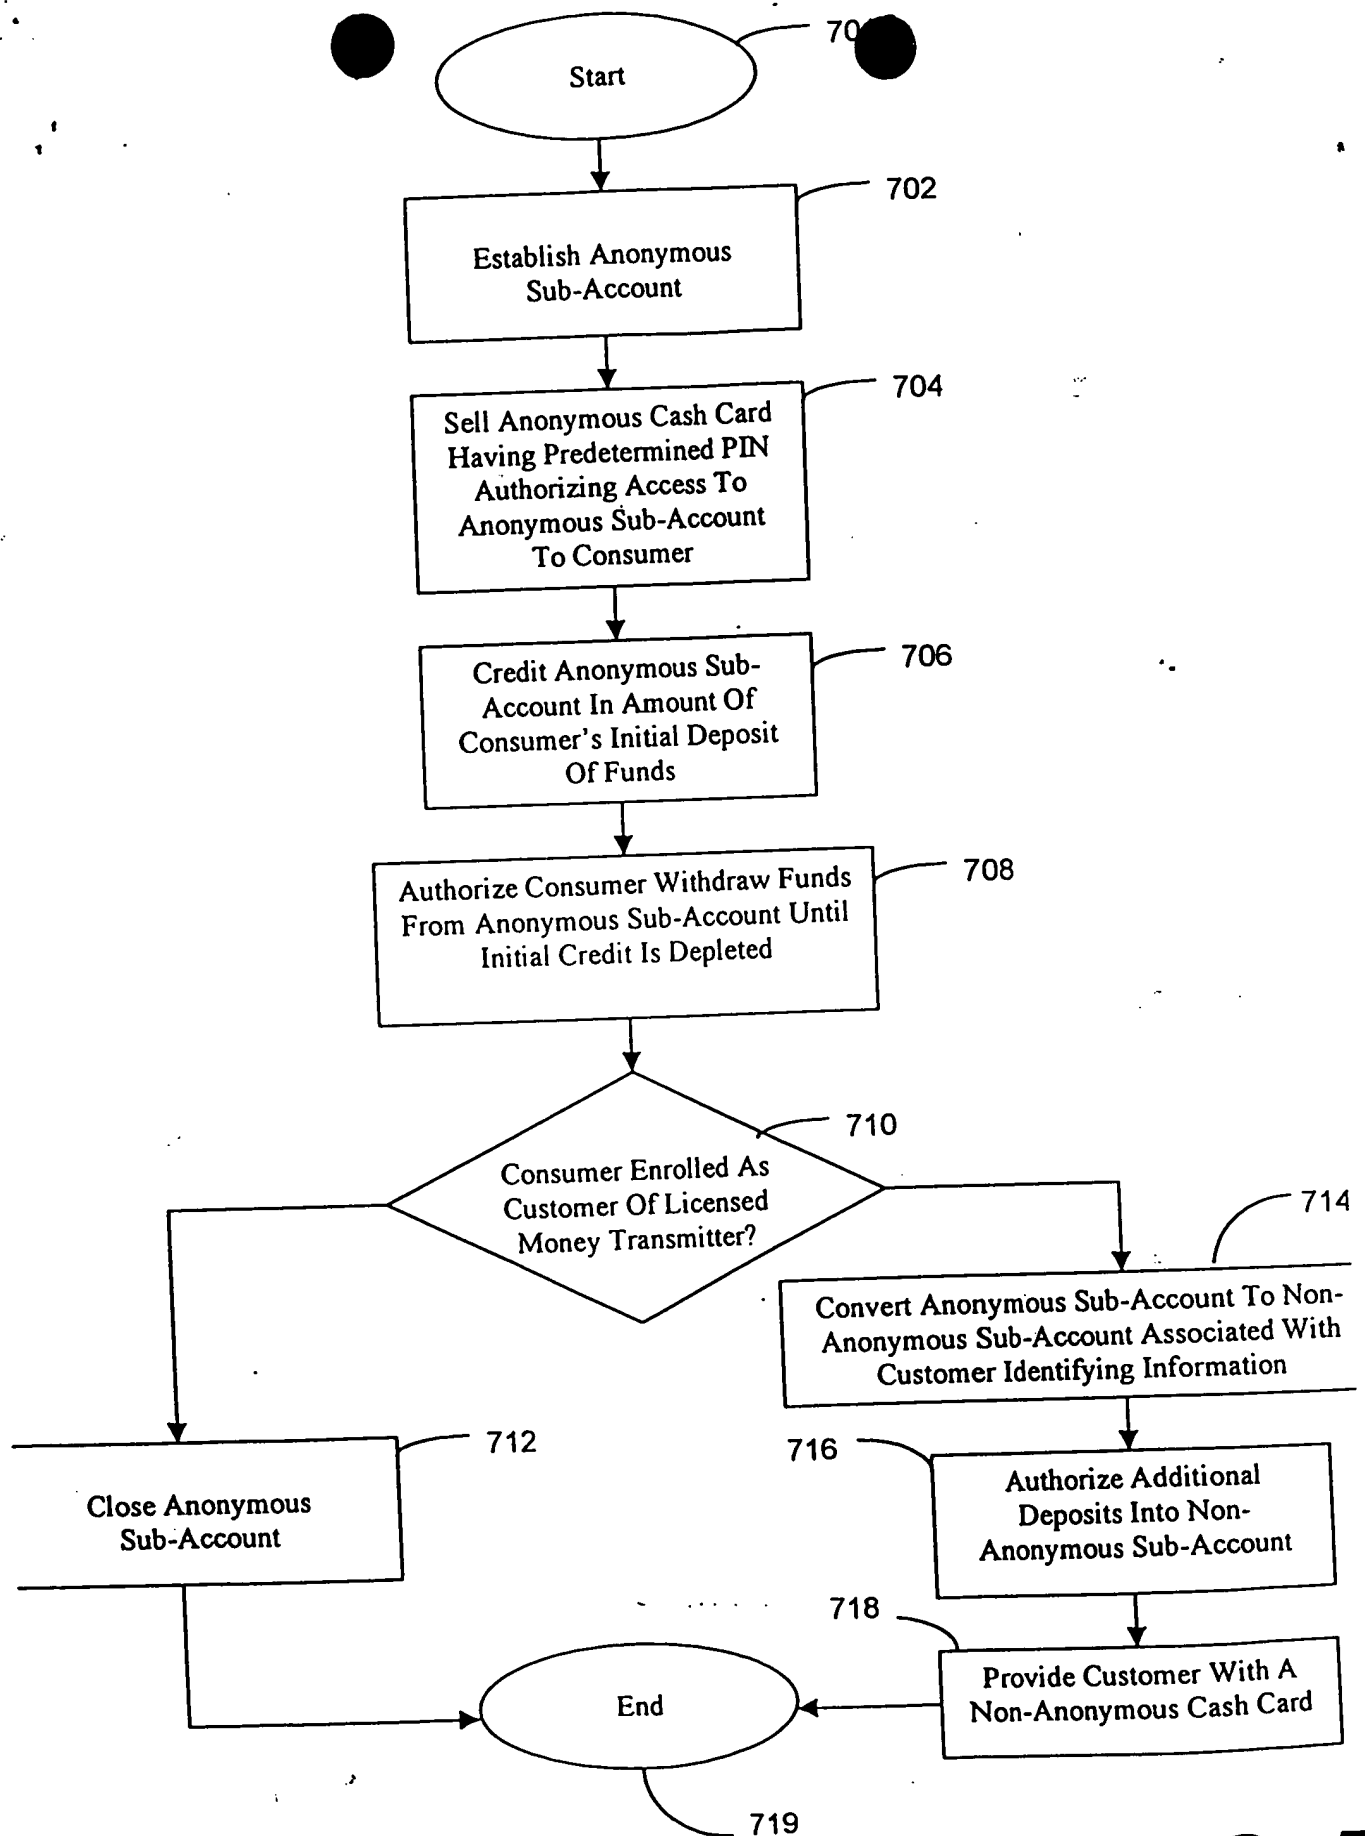 Start
702
Establish Anonymous
Sub-Account
704
Sell Anonymous Cash Card
Having Predetermined PIN
Authorizing Access To
Anonymous Sub-Account
To Consumer
706
Credit Anonymous Sub-
Account In Amount Of
Consumer's Initial Deposit
Of Funds
708
Authorize Consumer Withdraw Funds
From Anonymous Sub-Account Until
Initial Credit Is Depleted
710
Consumer Enrolled As
Customer Of Licensed
Money Transmitter?
714
Convert Anonymous Sub-Account To Non-
Anonymous Sub-Account Associated With
Customer Identifying Information
712
Close Anonymous
Sub-Account
716
Authorize Additional
Deposits Into Non-
Anonymous Sub-Account
718
Provide Customer With A
Non-Anonymous Cash Card
End
719